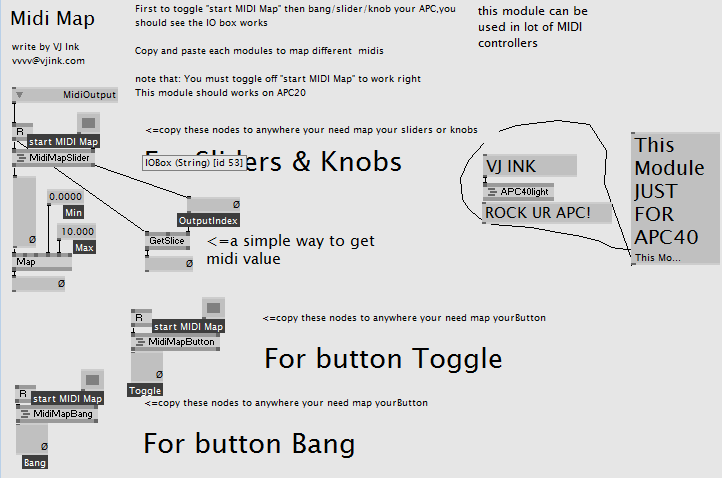 Midi Map
write by VJ Ink
vvvv@vjink.com
First to toggle "start MIDI Map" then bang/slider/knob your APC,you
should see the IO box works
Copy and paste each modules to map different midis
note that: You must toggle off "start MIDI Map" to work right
This module should works on APC20
this module can be
used in lot of MIDI
controllers
MidiOutput
R
start MIDI Map
MidiMapSlider
<=copy these nodes to anywhere your need map your sliders or knobs
IOBox (String) [id 53]
Sliders & Knobs
0.0000
Min
10.000
Max
Ø
Map
Ø
Ø
OutputIndex
GetSlice
Ø
<=a simple way to get
midi value
VJ INK
APC40light
ROCK UR APC!
This
Module
JUST
FOR
APC40
This Mo...
R
start MIDI Map
MidiMapButton
Ø
Toggle
<=copy these nodes to anywhere your need map yourButton
For button Toggle
R
start MIDI Map
MidiMapBang
Ø
Bang
<=copy these nodes to anywhere your need map yourButton
For button Bang